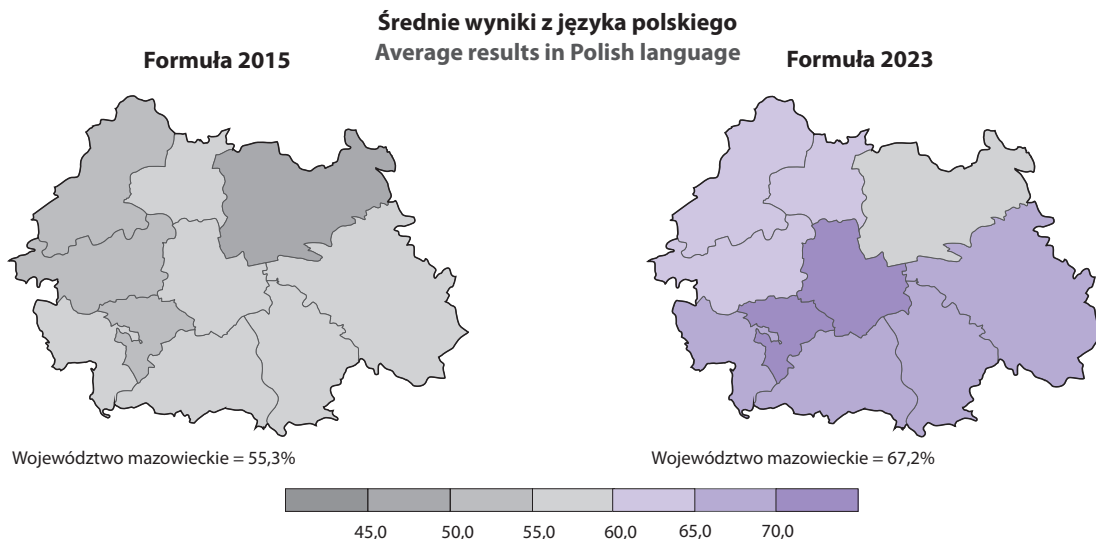 Średnie wyniki z języka polskiego
Average results in Polish language
Formuła 2015
Formuła 2023
Województwo mazowieckie = 55,3%
Województwo mazowieckie = 67,2%
45,0 50,0 55,0 60,0 65,0 70,0